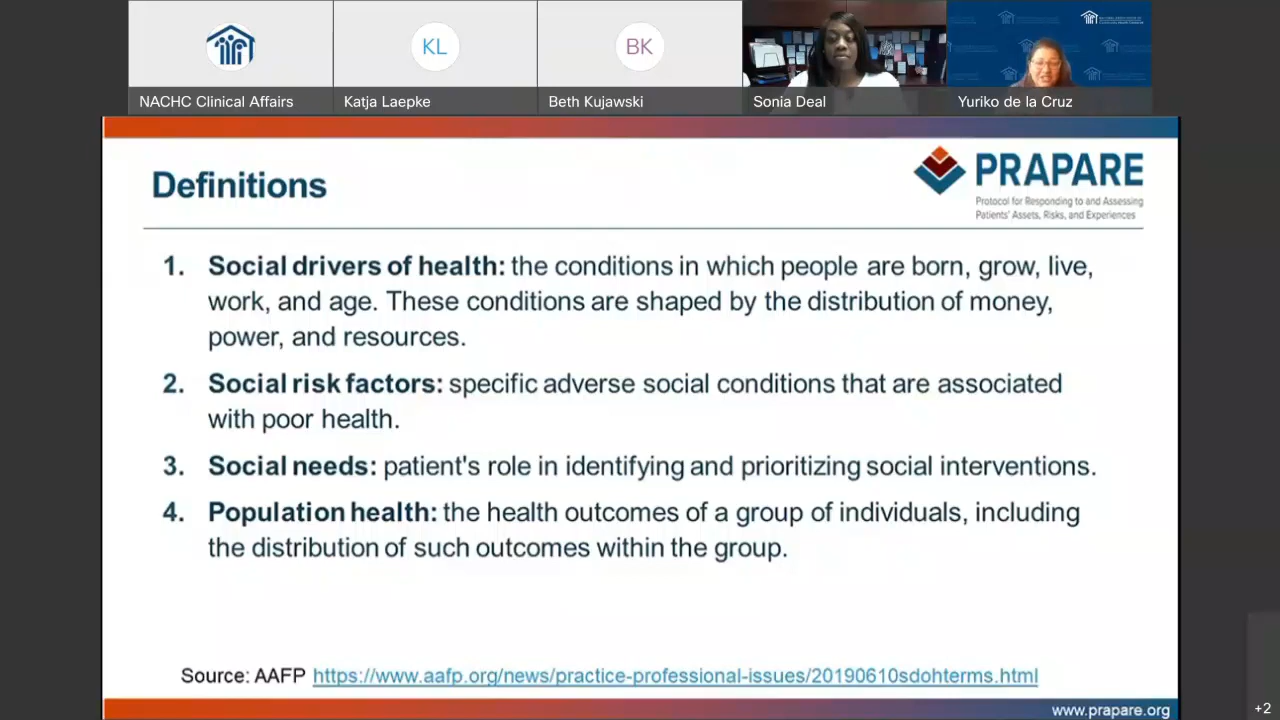 KL
BK
NACHC Clinical Affairs
Katja Laepke
Beth Kujawski
Sonia Deal
Yuriko de la Cruz
Definitions
PRAPARE
Protocol for Responding to and Assessing
Patients' Assets, Risks, and Experiences
1. Social drivers of health: the conditions in which people are born, grow, live,
work, and age. These conditions are shaped by the distribution of money,
power, and resources.
2. Social risk factors: specific adverse social conditions that are associated
with poor health.
3. Social needs: patient's role in identifying and prioritizing social interventions.
4. Population health: the health outcomes of a group of individuals, including
the distribution of such outcomes within the group.
Source: AAFP https://www.aafp.org/news/practice-professional-issues/20190610sdohterms.html
www.prapare.org
+2